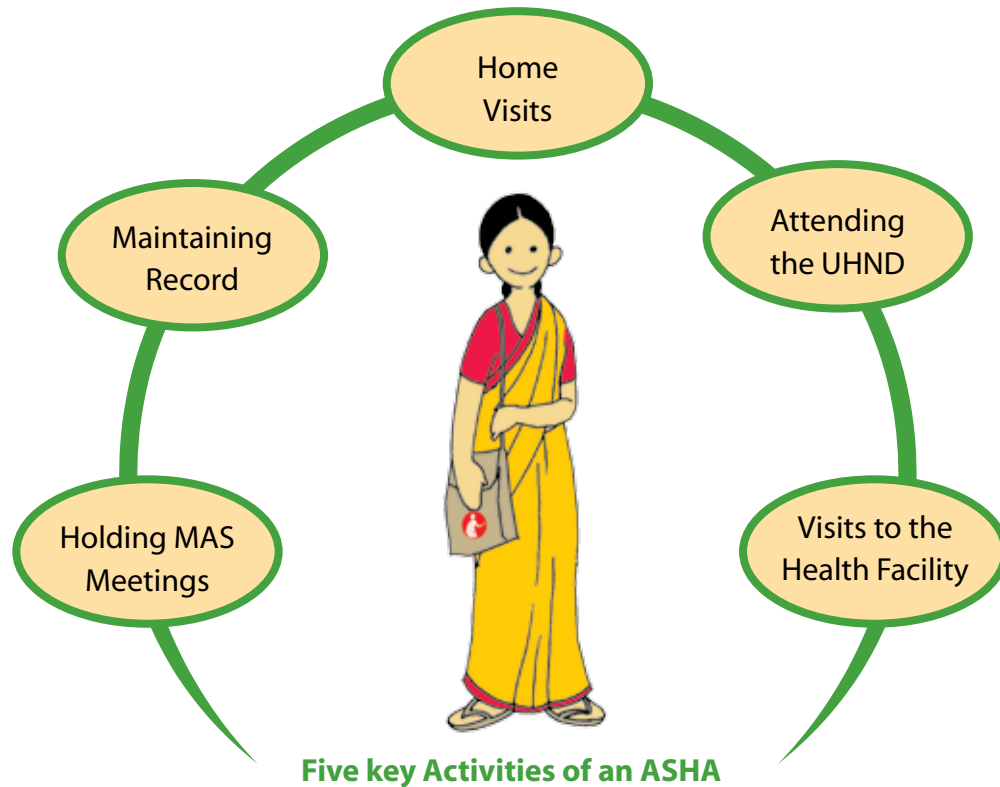 Home
Visits
Maintaining
Record
Attending
the UHND
Holding MAS
Meetings
Visits to the
Health Facility
Five key Activities of an ASHA